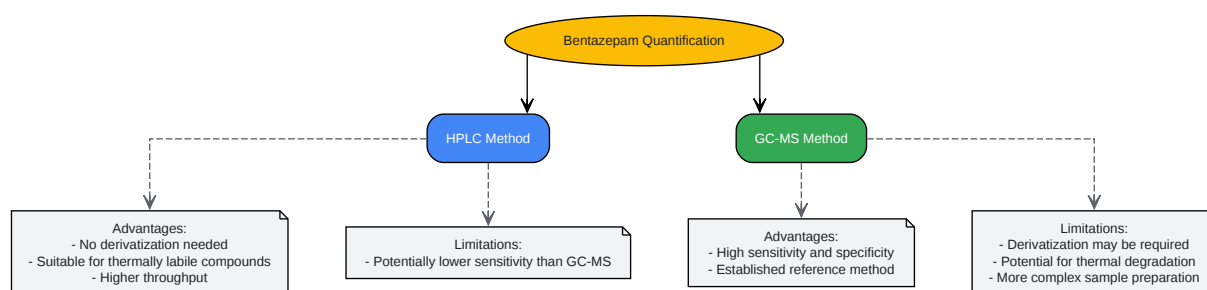 Bentazepam Quantification
HPLC Method
GC-MS Method
Advantages:
- No derivatization needed
- Suitable for thermally labile compounds
- Higher throughput
Limitations:
- Potentially lower sensitivity than GC-MS
Advantages:
- High sensitivity and specificity
- Established reference method
Limitations:
- Derivatization may be required
- Potential for thermal degradation
- More complex sample preparation